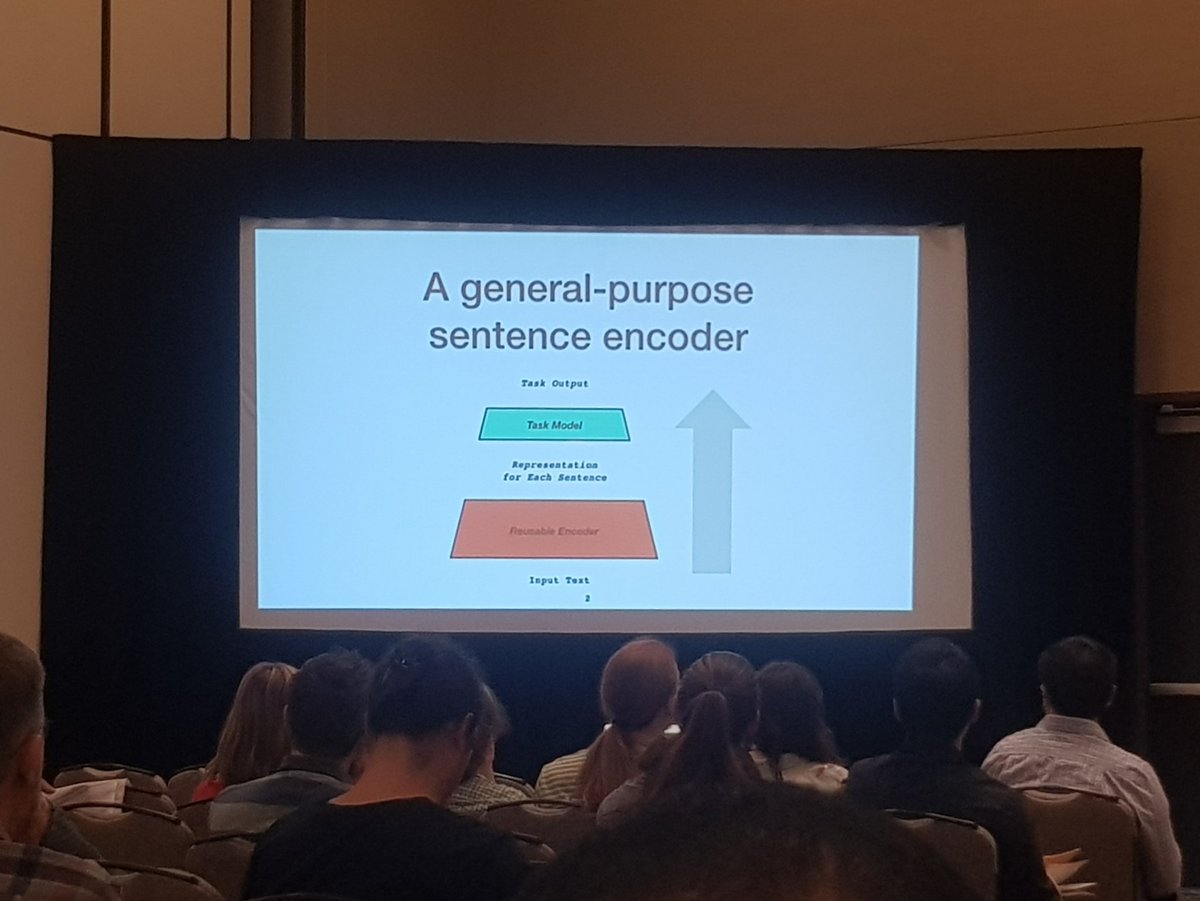 A general-purpose
sentence encoder
Task Output
Task Model
Representation
for Each Sentence
Reusable Encoder
Input Text
2